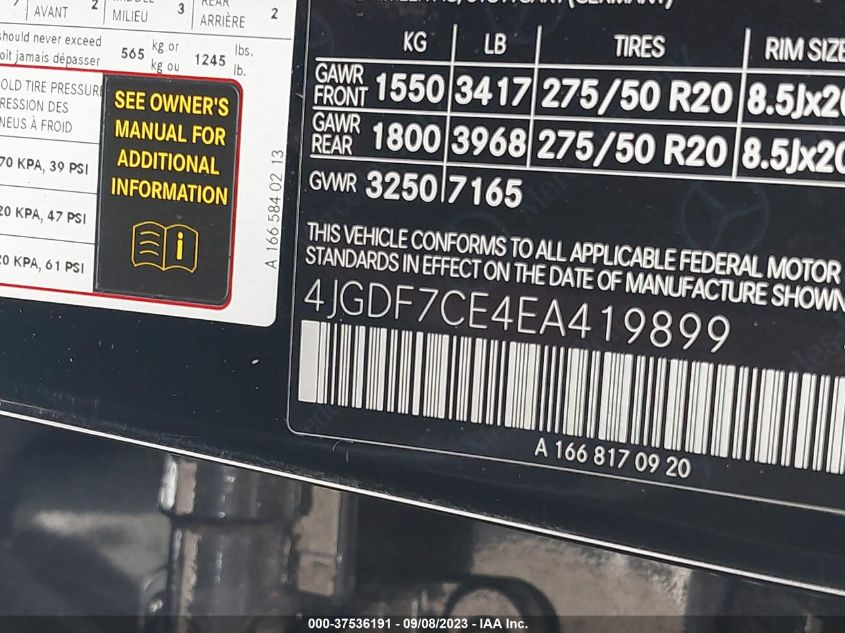 AVANT 2 MILIEU 3 ARRIÈRE 2
should never exceed 565 kg or 1245 lbs.
oit jamais dépasser kg ou lb.
OLD TIRE PRESSURE
RESSION DES
NEUS À FROID
70 KPA, 39 PSI
20 KPA, 47 PSI
20 KPA, 61 PSI
SEE OWNER'S
MANUAL FOR
ADDITIONAL
INFORMATION
A 166 584 02 13
KG LB TIRES RIM SIZE
GAWR FRONT 1550 3417 275/50 R20 8.5Jx20
GAWR REAR 1800 3968 275/50 R20 8.5Jx20
GVWR 3250 7165
THIS VEHICLE CONFORMS TO ALL APPLICABLE FEDERAL MOTOR
STANDARDS IN EFFECT ON THE DATE OF MANUFACTURE SHOWN
4JGDF7CE4EA419899
A 166 817 09 20
000-37536191 - 09/08/2023 - IAA Inc.